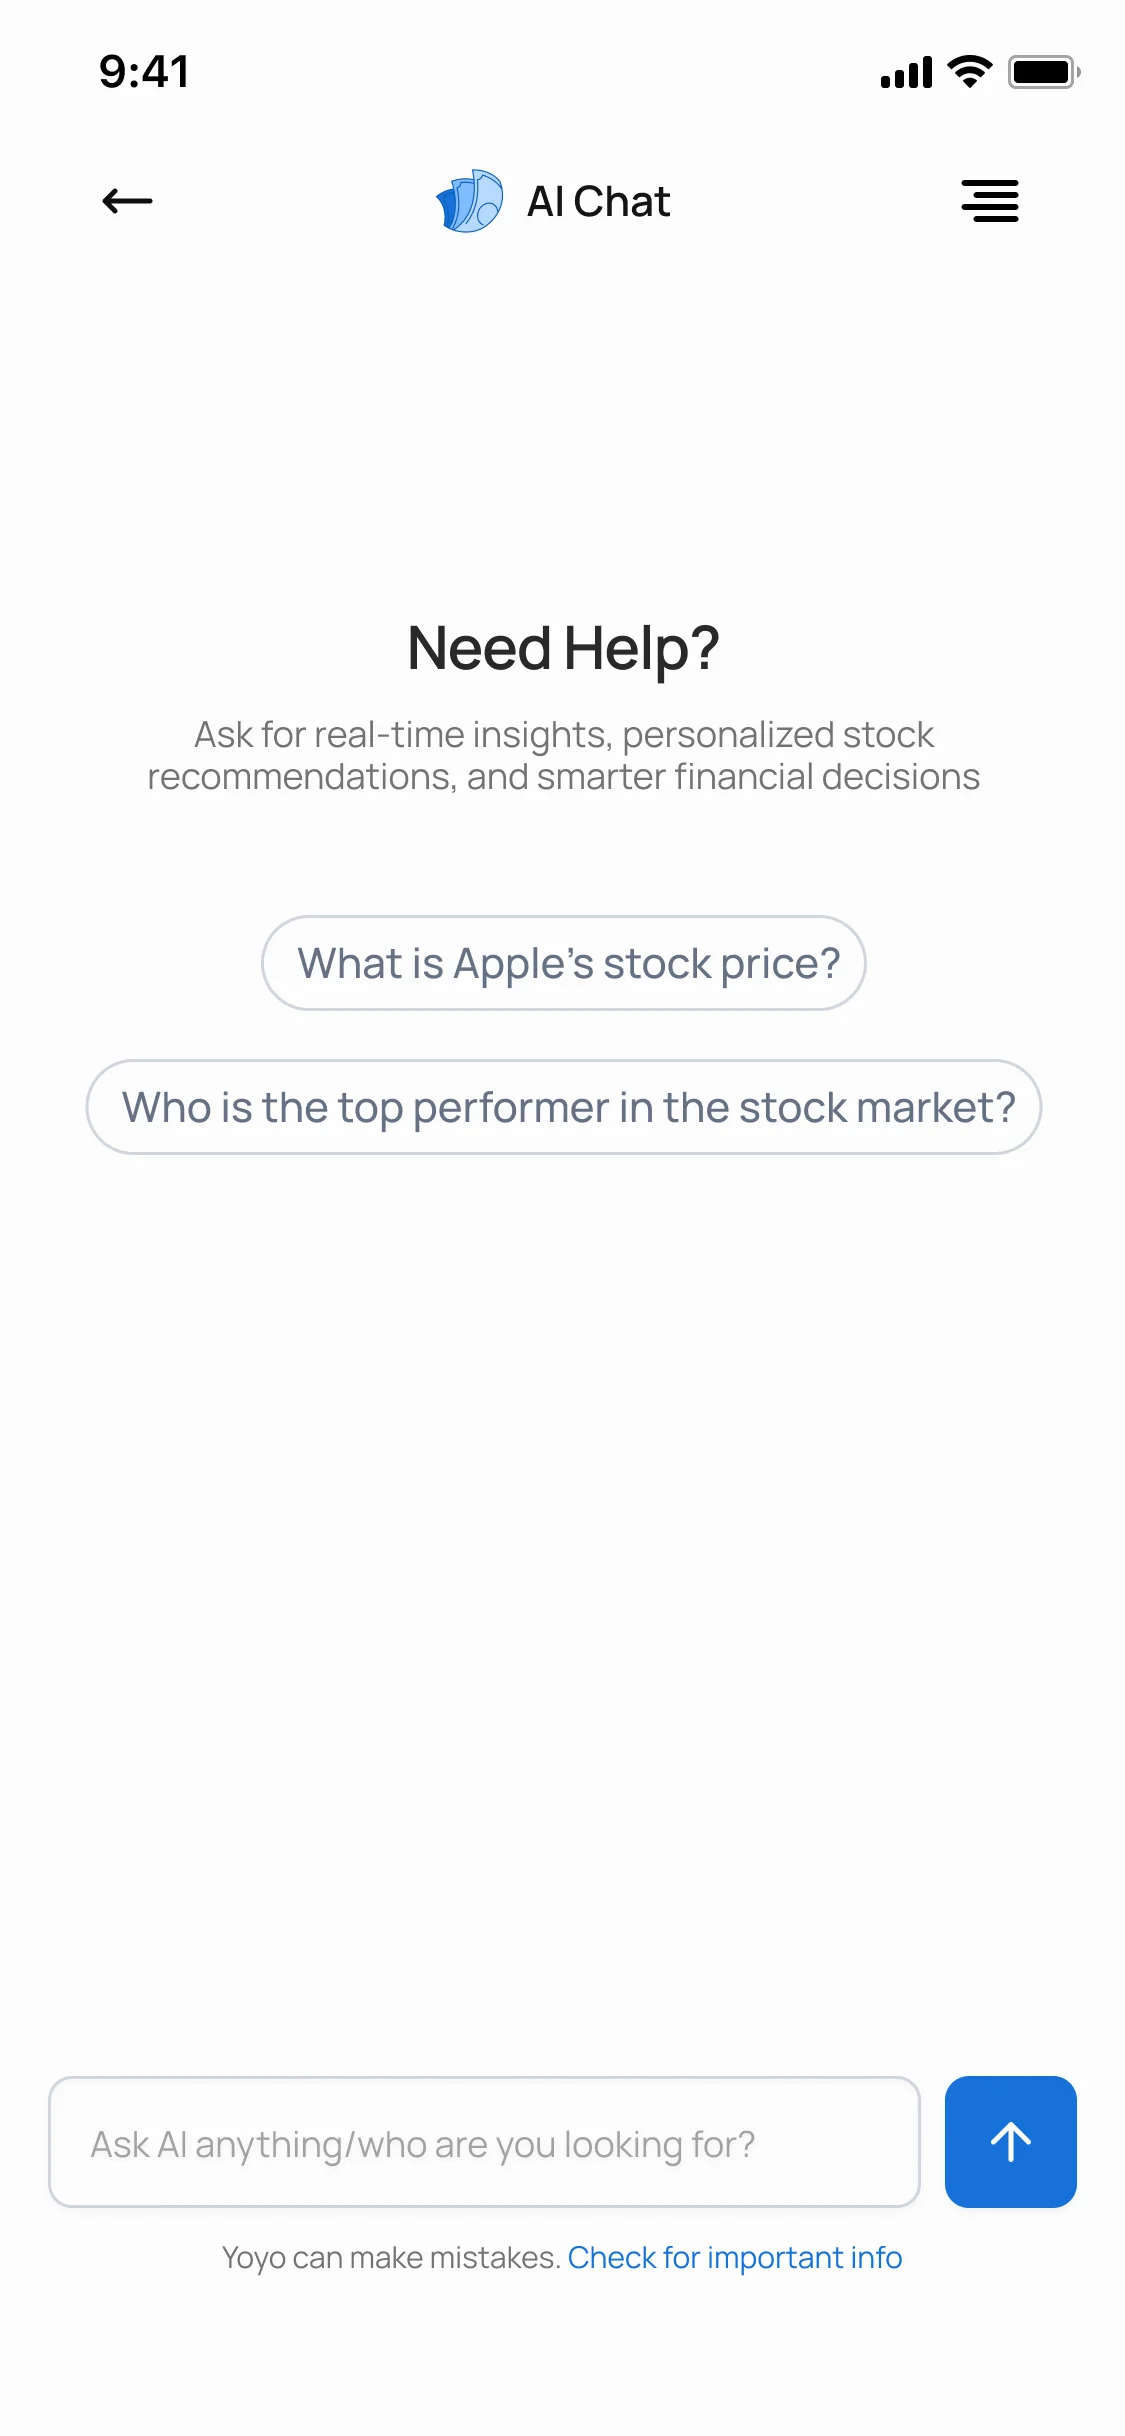 9:41
AI Chat
Need Help?
Ask for real-time insights, personalized stock
recommendations, and smarter financial decisions
What is Apple’s stock price?
Who is the top performer in the stock market?
Ask AI anything/who are you looking for?
Yoyo can make mistakes. Check for important info